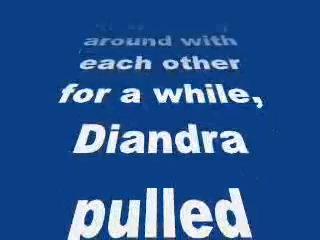 around with
each other
for a while,
Diandra
pulled